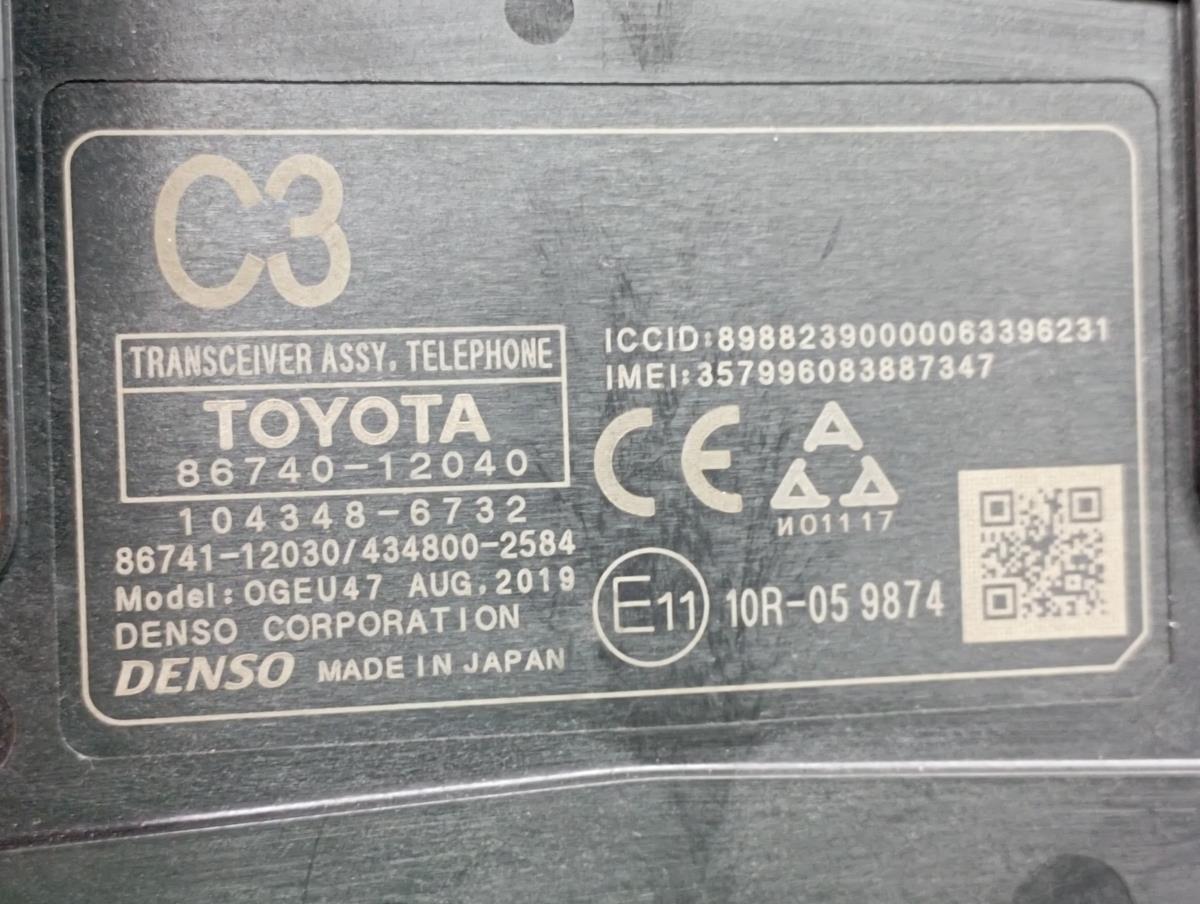 C3
TRANSCEIVER ASSY, TELEPHONE
TOYOTA
86740-12040
104348-6732
86741-12030/434800-2584
Model: OGEU47 AUG, 2019
DENSO CORPORATION
DENSO MADE IN JAPAN
ICCID:89882390000063396231
IMEI:357996083887347
CE
И01117
E11 10R-05 9874